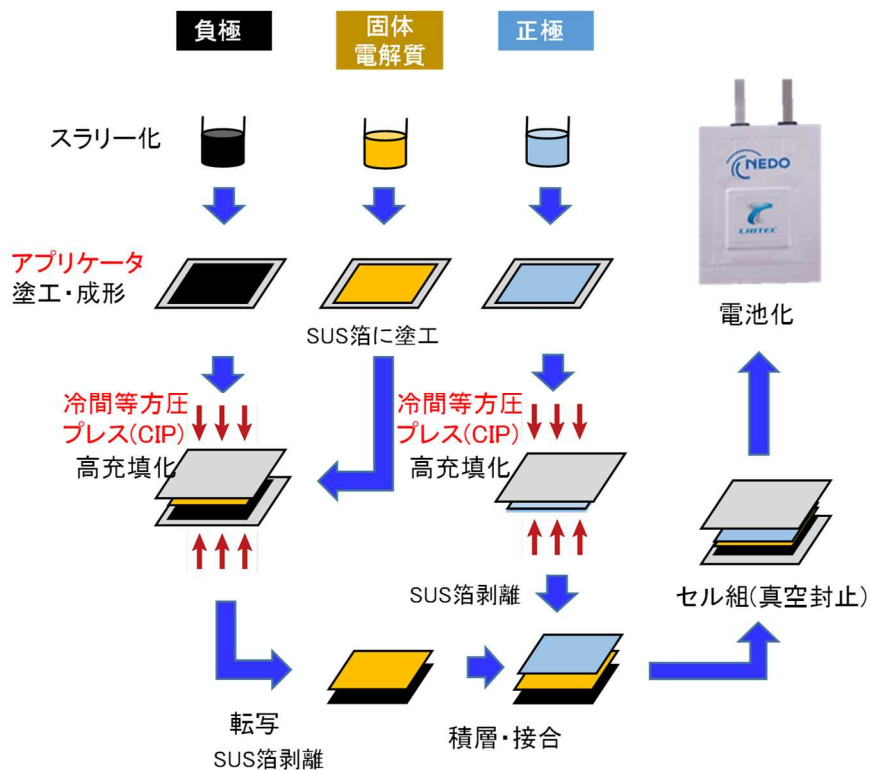 負極
固体
電解質
正極
スラリー化
NEDO
LIBTEC
アプリケータ
塗工・成形
SUS箔に塗工
電池化
冷間等方圧
プレス(CIP)
高充填化
冷間等方圧
プレス(CIP)
高充填化
SUS箔剥離
セル組(真空封止)
転写
SUS箔剥離
積層・接合